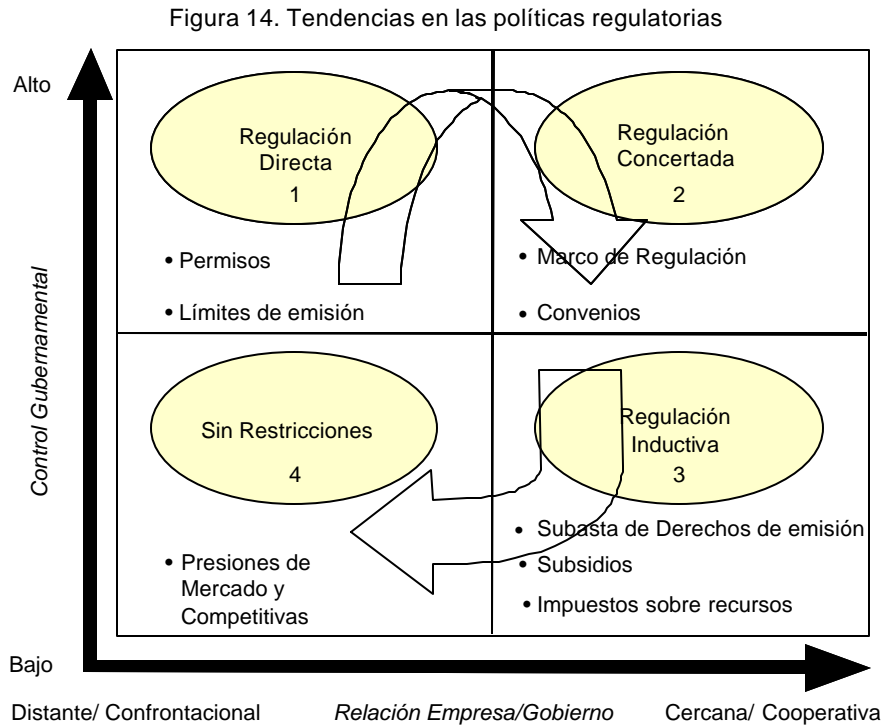 Figura 14. Tendencias en las políticas regulatorias
Alto
Control Gubernamental
Regulación
Directa
1
• Permisos
• Límites de emisión
Regulación
Concertada
2
• Marco de Regulación
• Convenios
Sin Restricciones
4
• Presiones de
Mercado y
Competitivas
Regulación
Inductiva
3
• Subasta de Derechos de emisión
• Subsidios
• Impuestos sobre recursos
Bajo
Distante/ Confrontacional
Relación Empresa/Gobierno
Cercana/ Cooperativa